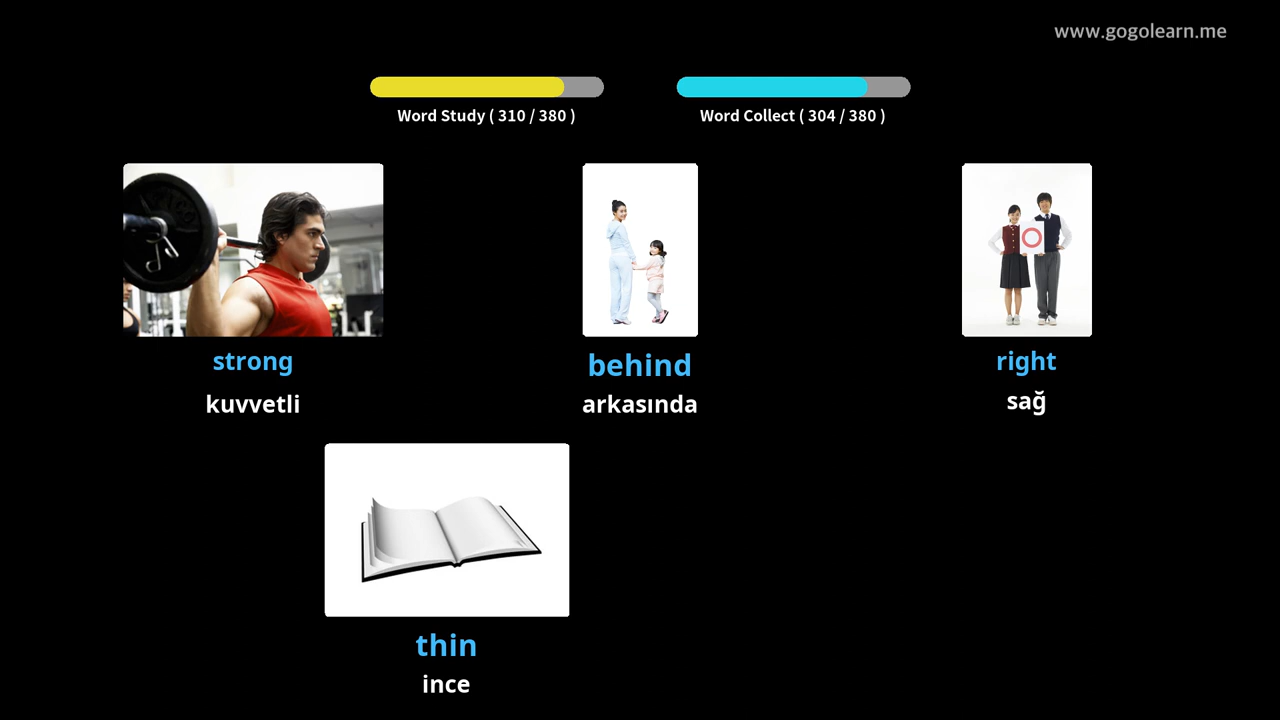 www.gogolearn.me
Word Study ( 310 / 380 )
Word Collect ( 304 / 380 )
strong
behind
right
kuvvetli
arkasında
sağ
thin
ince